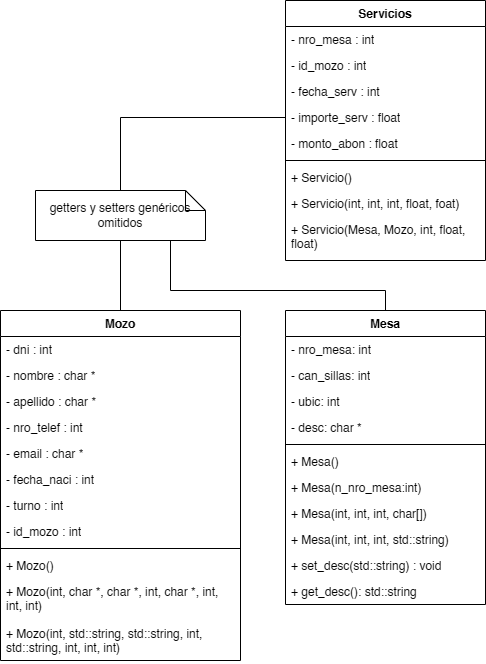 Servicios
- nro_mesa : int
- id_mozo : int
- fecha_serv : int
- importe_serv : float
- monto_abon : float
+ Servicio()
+ Servicio(int, int, int, float, foat)
+ Servicio(Mesa, Mozo, int, float,
float)
getters y setters genéricos
omitidos
Mozo
- dni : int
- nombre : char *
- apellido : char *
- nro_telef : int
- email : char *
- fecha_naci : int
- turno : int
- id_mozo : int
+ Mozo()
+ Mozo(int, char *, char *, int, char *, int,
int, int)
+ Mozo(int, std::string, std::string, int,
std::string, int, int, int)
Mesa
- nro_mesa: int
- can_sillas: int
- ubic: int
- desc: char *
+ Mesa()
+ Mesa(n_nro_mesa:int)
+ Mesa(int, int, int, char[])
+ Mesa(int, int, int, std::string)
+ set_desc(std::string) : void
+ get_desc(): std::string